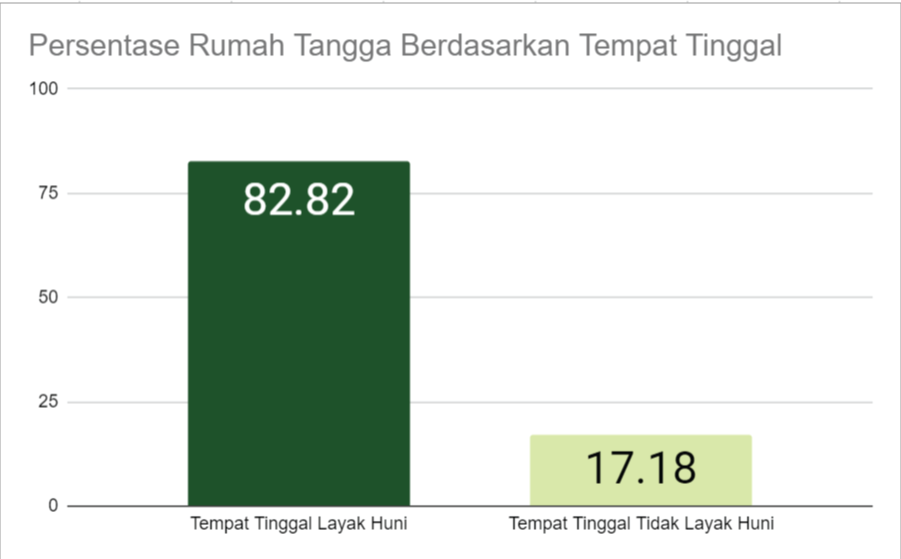 Persentase Rumah Tangga Berdasarkan Tempat Tinggal
100
75
50
25
0
82.82
17.18
Tempat Tinggal Layak Huni
Tempat Tinggal Tidak Layak Huni